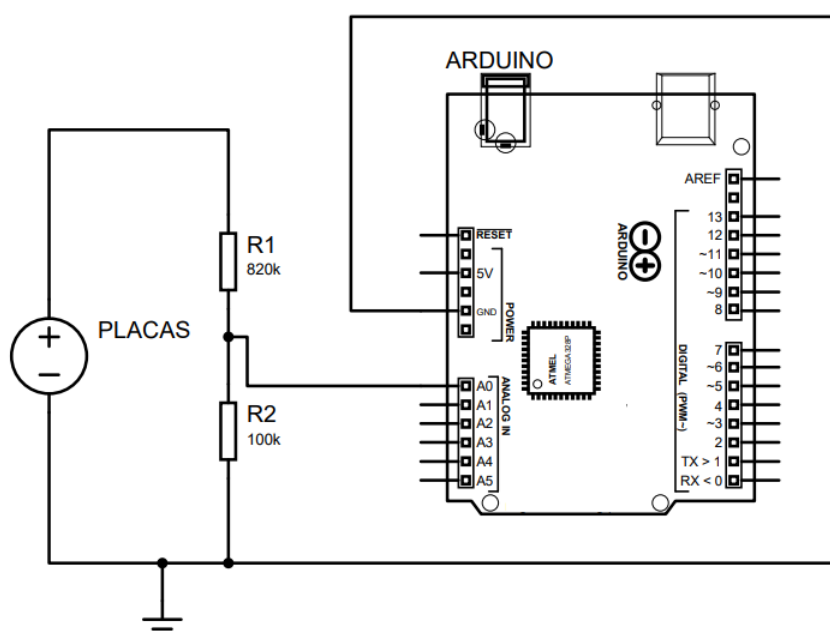 ARDUINO
PLACAS
+
−
R1
820k
R2
100k
RESET
5V
GND
POWER
A0
A1
A2
A3
A4
A5
ANALOG IN
ATMEL
ATMEGA328P
ARDUINO
AREF
13
12
~11
~10
~9
8
7
~6
~5
4
~3
2
TX > 1
RX < 0
DIGITAL (PWM~)